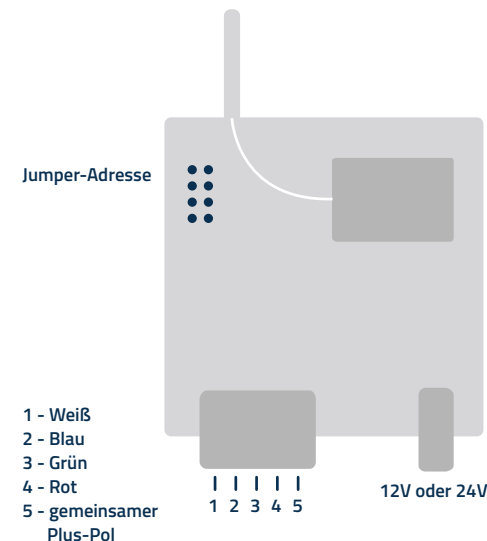 Jumper-Adresse
1 - Weiß
2 - Blau
3 - Grün
4 - Rot
5 - gemeinsamer
Plus-Pol
1 2 3 4 5
12V oder 24V